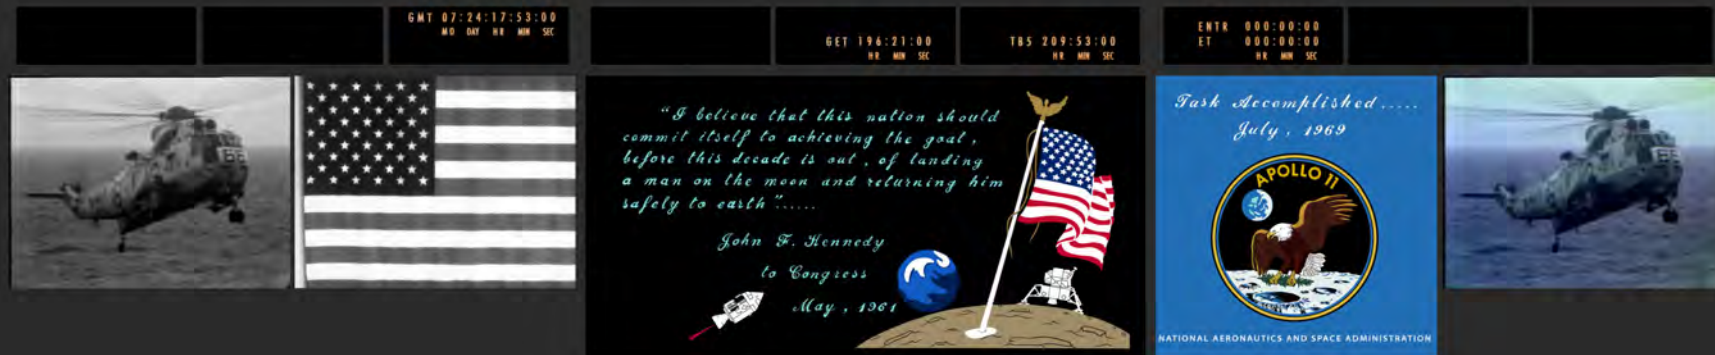 GMT 07:24:17:53:00
MO DAY HR MIN SEC
GET 196:21:00
HR MIN SEC
TB5 209:53:00
HR MIN SEC
ENTR 000:00:00
ET 000:00:00
HR MIN SEC
66
"I believe that this nation should
commit itself to achieving the goal,
before this decade is out, of landing
a man on the moon and returning him
safely to earth".....
John F. Kennedy
to Congress
May, 1961
Task Accomplished.....
July, 1969
APOLLO 11
NATIONAL AERONAUTICS AND SPACE ADMINISTRATION
66